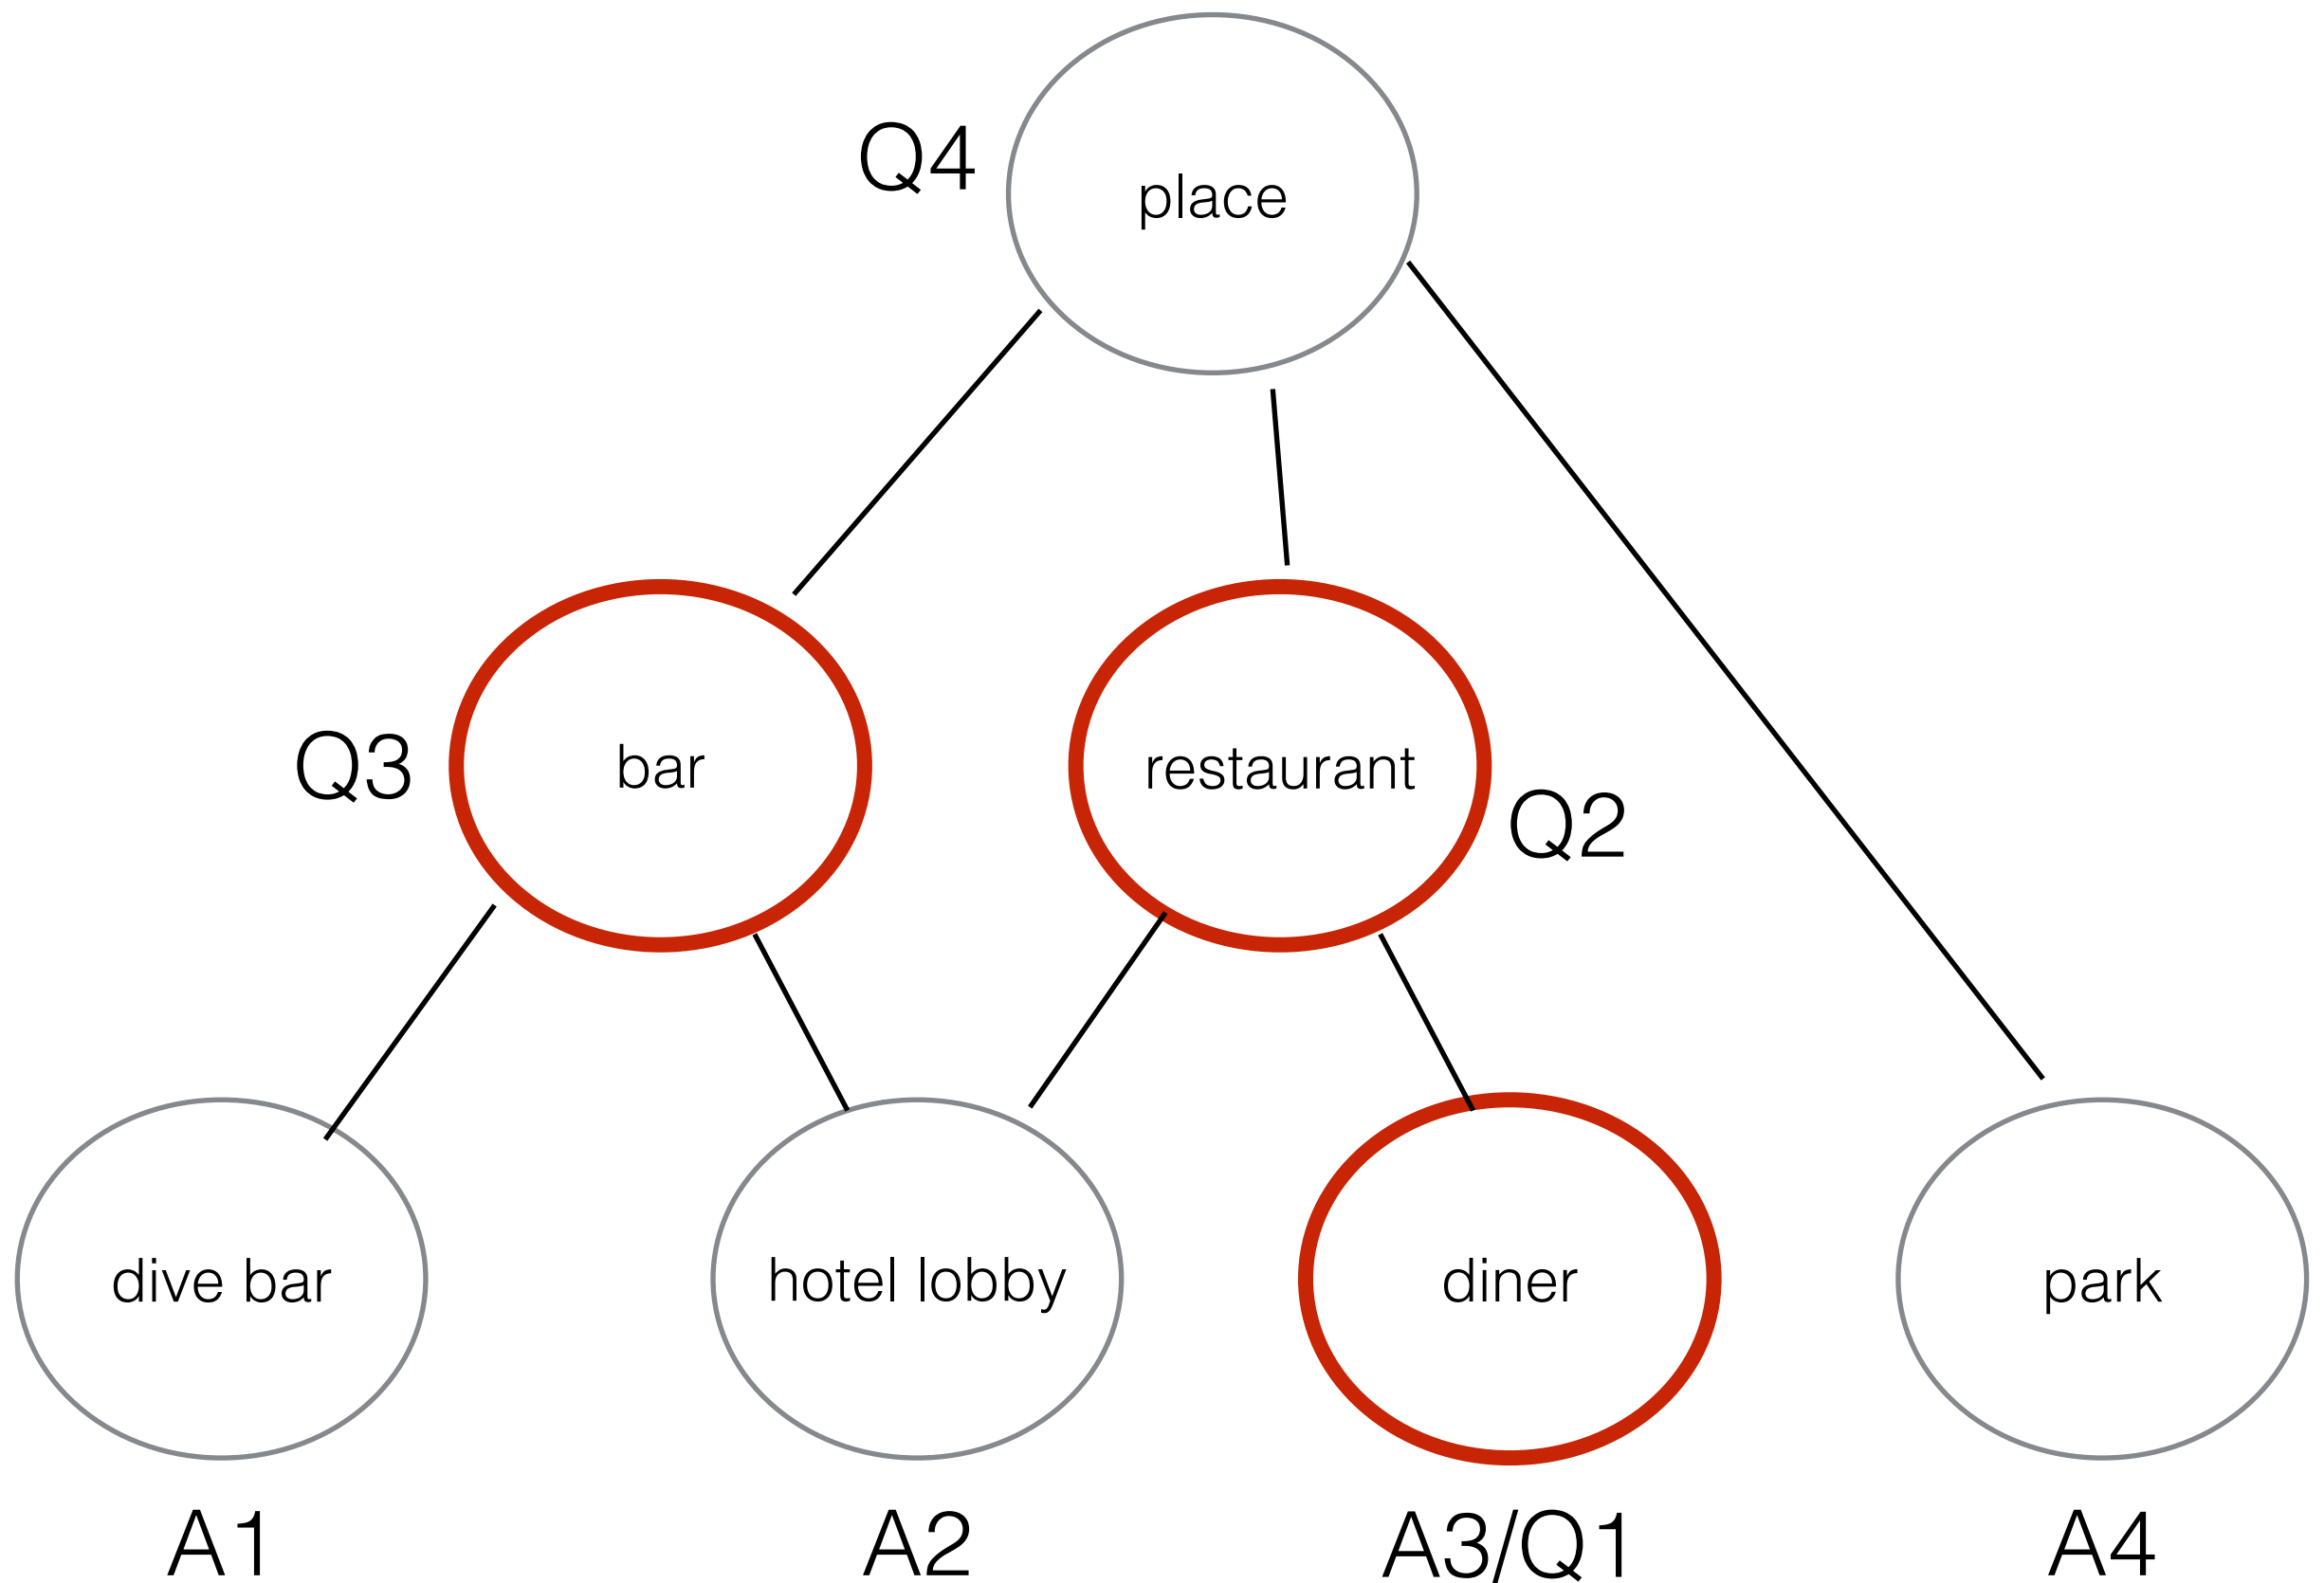 Q4
place
Q3
bar
restaurant
Q2
dive bar
hotel lobby
diner
park
A1
A2
A3/Q1
A4